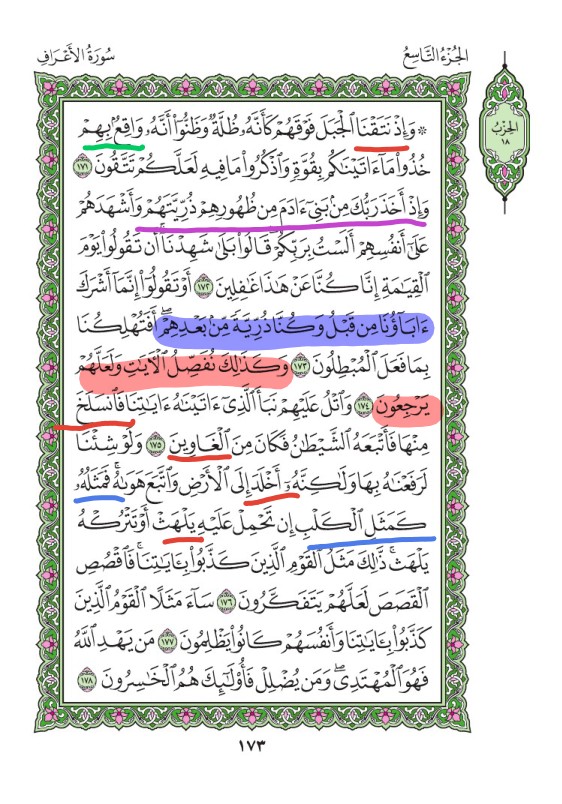 الجُزْءُ التَّاسِعُ
سُورَةُ الأَعْرَافِ
الحِزْبُ
١٨
۞ وَإِذۡ نَتَقۡنَا ٱلۡجَبَلَ فَوۡقَهُمۡ كَأَنَّهُۥ ظُلَّةٞ وَظَنُّوٓاْ أَنَّهُۥ وَاقِعُۢ بِهِمۡ
خُذُواْ مَآ ءَاتَيۡنَٰكُم بِقُوَّةٖ وَٱذۡكُرُواْ مَا فِيهِ لَعَلَّكُمۡ تَتَّقُونَ ١٧١
وَإِذۡ أَخَذَ رَبُّكَ مِنۢ بَنِيٓ ءَادَمَ مِن ظُهُورِهِمۡ ذُرِّيَّتَهُمۡ وَأَشۡهَدَهُمۡ
عَلَىٰٓ أَنفُسِهِمۡ أَلَسۡتُ بِرَبِّكُمۡۖ قَالُواْ بَلَىٰ شَهِدۡنَآۚ أَن تَقُولُواْ يَوۡمَ
ٱلۡقِيَٰمَةِ إِنَّا كُنَّا عَنۡ هَٰذَا غَٰفِلِينَ ١٧٢ أَوۡ تَقُولُوٓاْ إِنَّمَآ أَشۡرَكَ
ءَابَآؤُنَا مِن قَبۡلُ وَكُنَّا ذُرِّيَّةٗ مِّنۢ بَعۡدِهِمۡۖ أَفَتُهۡلِكُنَا
بِمَا فَعَلَ ٱلۡمُبۡطِلُونَ ١٧٣ وَكَذَٰلِكَ نُفَصِّلُ ٱلۡأٓيَٰتِ وَلَعَلَّهُمۡ
يَرۡجِعُونَ ١٧٤ وَٱتۡلُ عَلَيۡهِمۡ نَبَأَ ٱلَّذِيٓ ءَاتَيۡنَٰهُ ءَايَٰتِنَا فَٱنسَلَخَ
مِنۡهَا فَأَتۡبَعَهُ ٱلشَّيۡطَٰنُ فَكَانَ مِنَ ٱلۡغَاوِينَ ١٧٥ وَلَوۡ شِئۡنَا
لَرَفَعۡنَٰهُ بِهَا وَلَٰكِنَّهُۥٓ أَخۡلَدَ إِلَى ٱلۡأَرۡضِ وَٱتَّبَعَ هَوَىٰهُۚ فَمَثَلُهُۥ
كَمَثَلِ ٱلۡكَلۡبِ إِن تَحۡمِلۡ عَلَيۡهِ يَلۡهَثۡ أَوۡ تَتۡرُكۡهُ
يَلۡهَثۚ ذَّٰلِكَ مَثَلُ ٱلۡقَوۡمِ ٱلَّذِينَ كَذَّبُواْ بِـَٔايَٰتِنَاۚ فَٱقۡصُصِ
ٱلۡقَصَصَ لَعَلَّهُمۡ يَتَفَكَّرُونَ ١٧٦ سَآءَ مَثَلًا ٱلۡقَوۡمُ ٱلَّذِينَ
كَذَّبُواْ بِـَٔايَٰتِنَا وَأَنفُسَهُمۡ كَانُواْ يَظۡلِمُونَ ١٧٧ مَن يَهۡدِ ٱللَّهُ
فَهُوَ ٱلۡمُهۡتَدِيۖ وَمَن يُضۡلِلۡ فَأُوْلَٰٓئِكَ هُمُ ٱلۡخَٰسِرُونَ ١٧٨
١٧٣